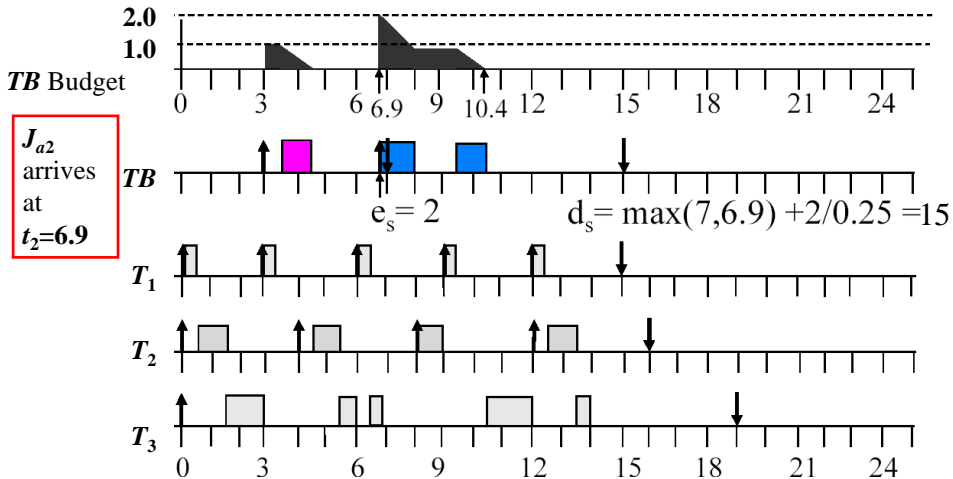 2.0
1.0
TB Budget
0 3 6 6.9 9 10.4 12 15 18 21 24
Ja2
arrives
at
t2=6.9
TB
es= 2
ds= max(7,6.9) +2/0.25 =15
T1
T2
T3
0 3 6 9 12 15 18 21 24